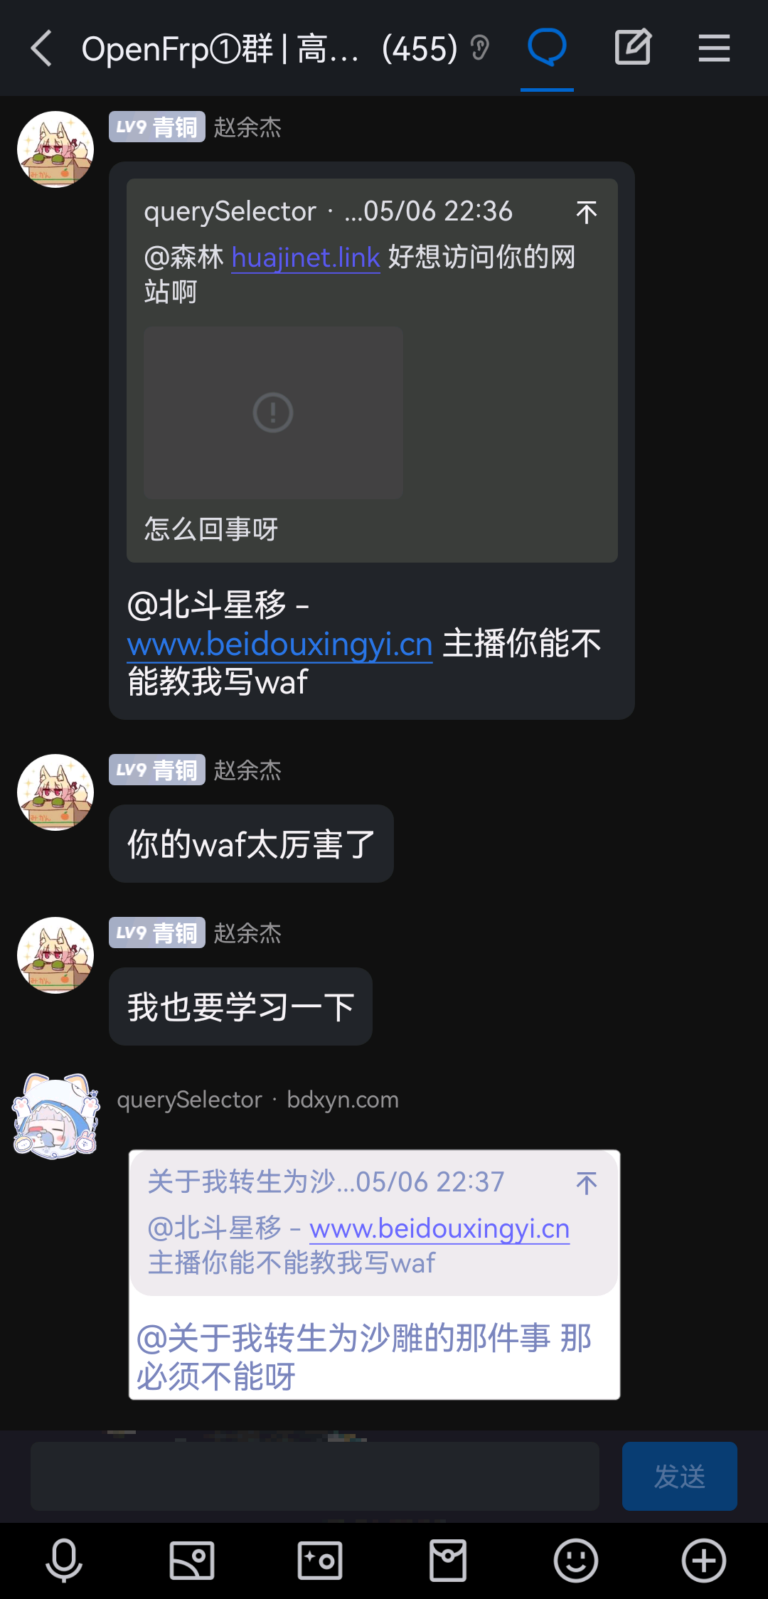 OpenFrp①群 | 高... (455)
LV9 青铜 赵余杰
querySelector · ...05/06 22:36
@森林 huajinet.link 好想访问你的网
站啊
怎么回事呀
@北斗星移 -
www.beidouxingyi.cn 主播你能不
能教我写waf
LV9 青铜 赵余杰
你的waf太厉害了
LV9 青铜 赵余杰
我也要学习一下
querySelector · bdxyn.com
关于我转生为沙...05/06 22:37
@北斗星移 - www.beidouxingyi.cn
主播你能不能教我写waf
@关于我转生为沙雕的那件事 那
必须不能呀
发送